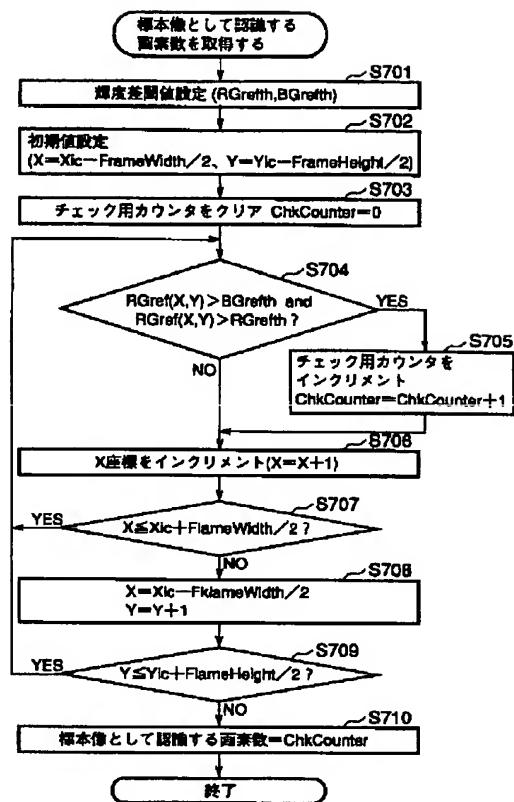 標本像として認識する
画素数を取得する
S701
輝度差閾値設定 (RGrefth,BGrefth)
S702
初期値設定
(X=Xic−FrameWidth/2、Y=Yic−FrameHeight/2)
S703
チェック用カウンタをクリア ChkCounter=0
S704
RGref(X,Y)>BGrefth and
RGref(X,Y)>RGrefth ?
YES
NO
S705
チェック用カウンタを
インクリメント
ChkCounter=ChkCounter+1
S706
X座標をインクリメント(X=X+1)
S707
YES
X≦Xic+FlameWidth/2 ?
NO
S708
X=Xic−FklameWidth/2
Y=Y+1
S709
YES
Y≦Yic+FlameHeight/2 ?
NO
S710
標本像として認識する画素数=ChkCounter
終了